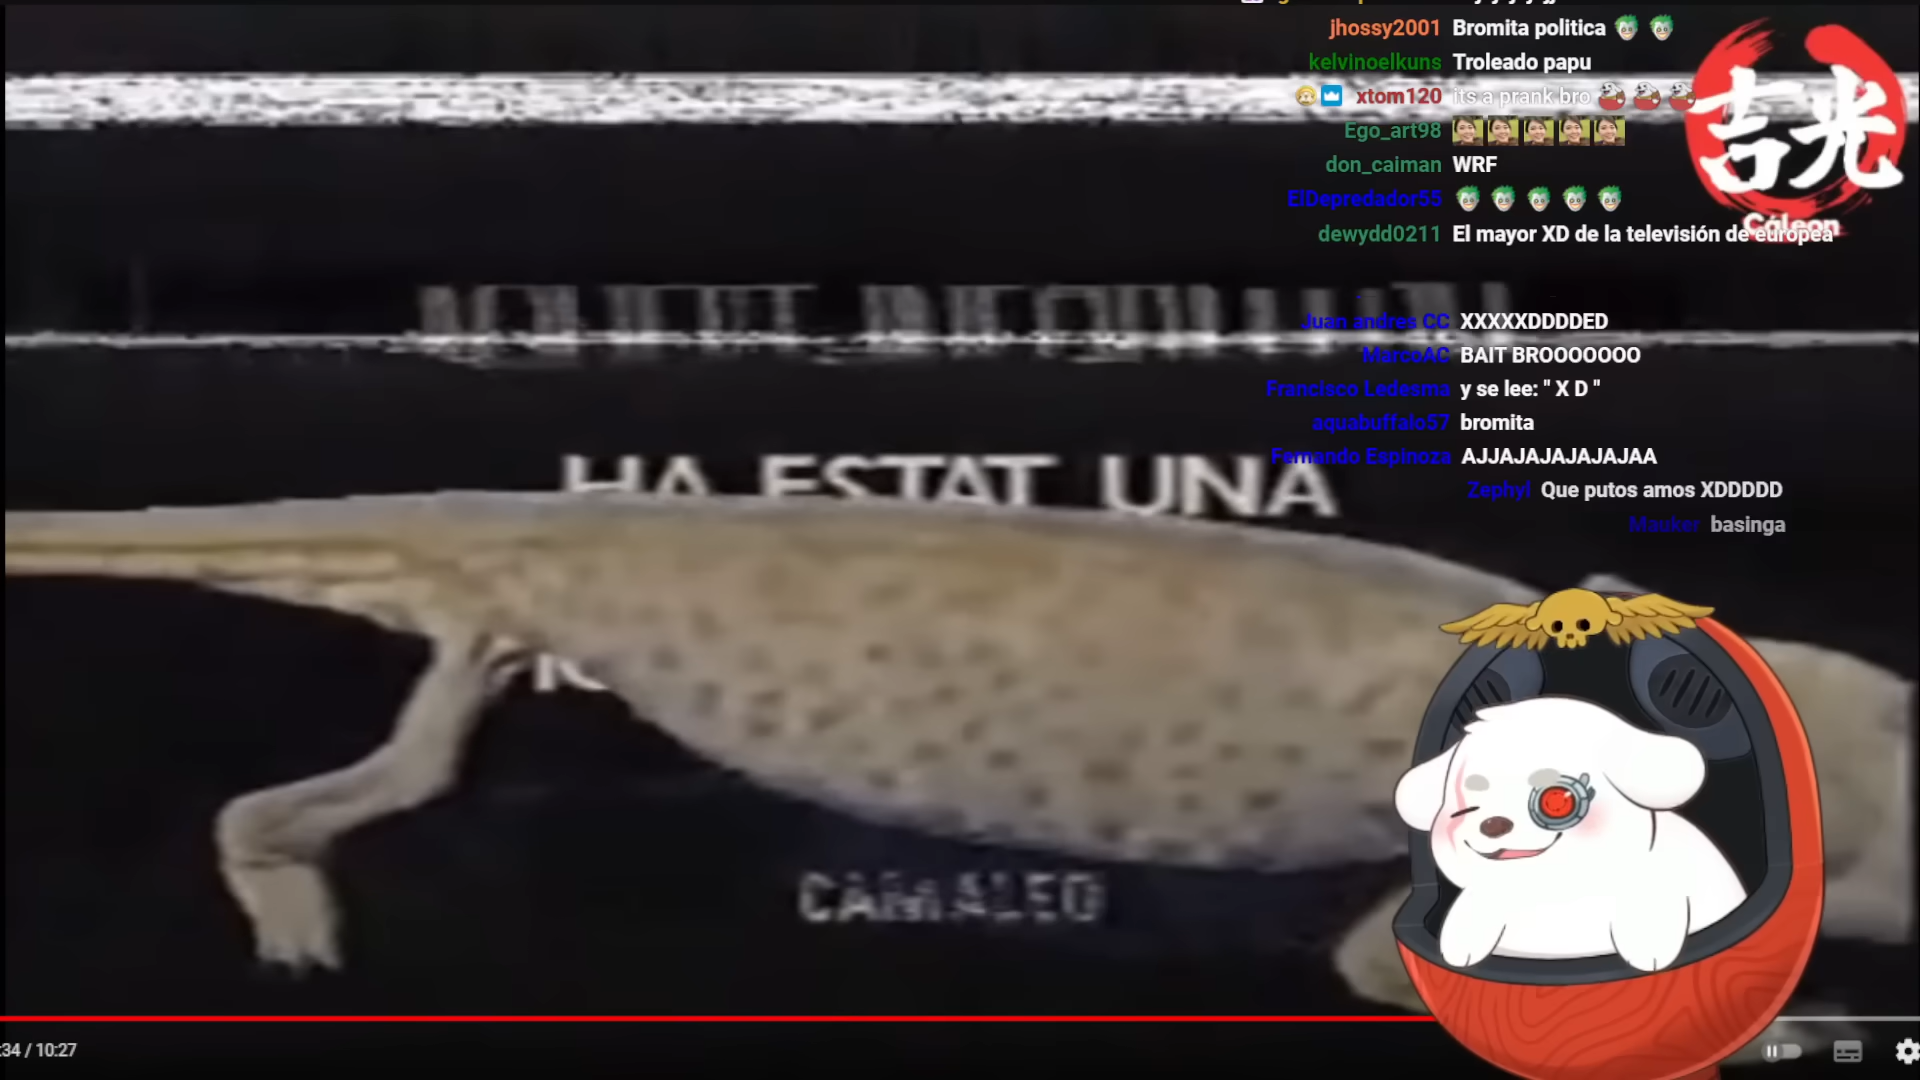 jhossy2001 Bromita politica
kelvinoelkuns Troleado papu
xtom120 its a prank bro
Ego_art98
don_caiman WRF
ElDepredador55
dewydd0211 El mayor XD de la televisión de europea
吉光
Cáleon
Juan andres CC XXXXXDDDDED
MarcoAC BAIT BROOOOOOO
Francisco Ledesma y se lee: " X D "
aquabuffalo57 bromita
Fernando Espinoza AJJAJAJAJAJAJAA
Zephyl Que putos amos XDDDDD
Mauker basinga
HA ESTAT UNA
CAMALEO
:34 / 10:27